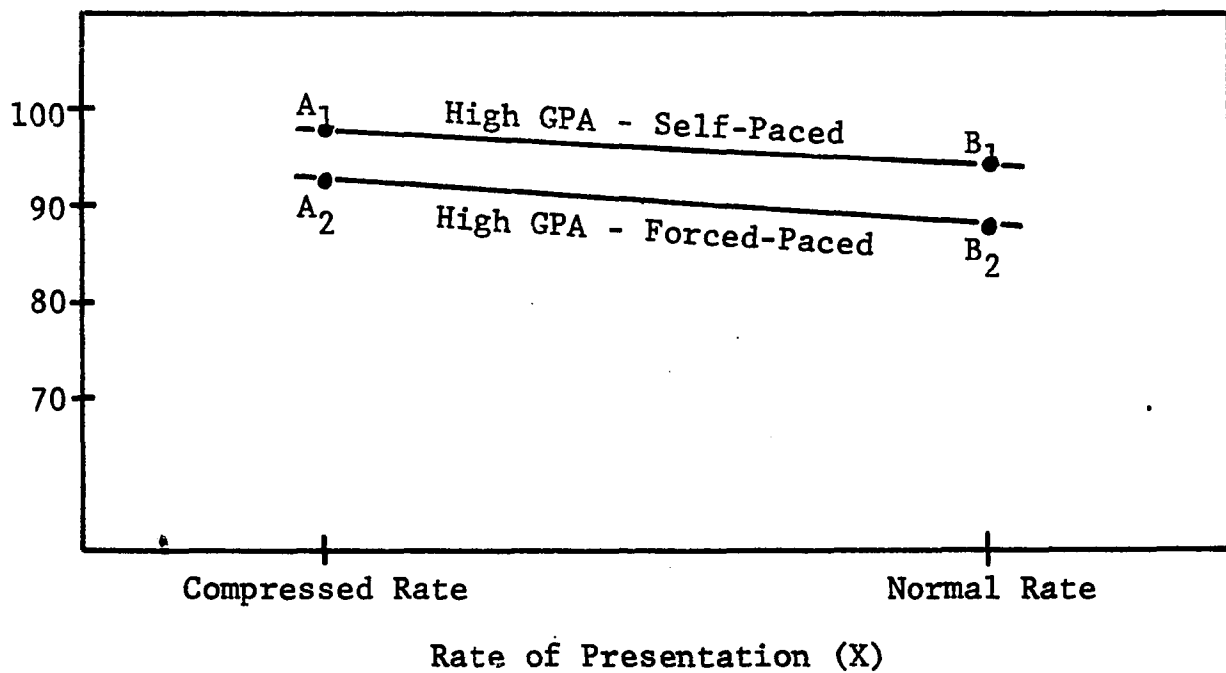 100
90
80
70
A1
High GPA - Self-Paced
B1
A2
High GPA - Forced-Paced
B2
Compressed Rate
Normal Rate
Rate of Presentation (X)